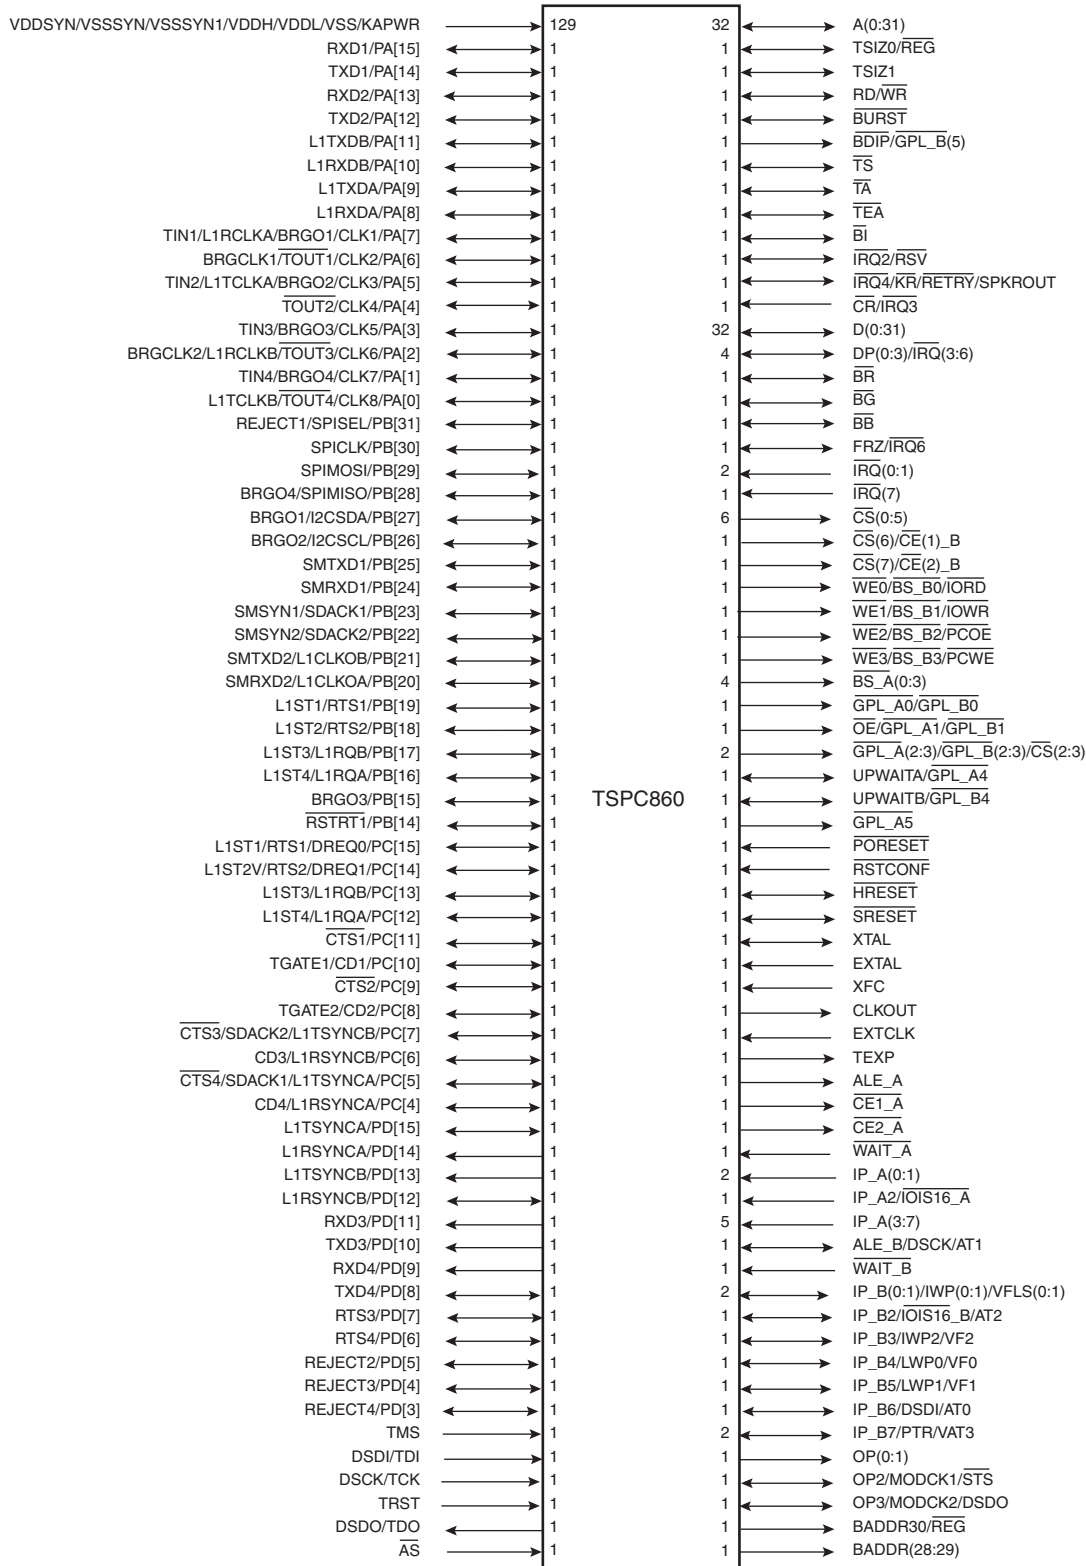 VDDSYN/VSSSYN/VSSSYN1/VDDH/VDDL/VSS/KAPWR 129 32 A(0:31)
RXD1/PA[15] 1 1 TSIZ0/REG
TXD1/PA[14] 1 1 TSIZ1
RXD2/PA[13] 1 1 RD/WR
TXD2/PA[12] 1 1 BURST
L1TXDB/PA[11] 1 1 BDIP/GPL_B(5)
L1RXDB/PA[10] 1 1 TS
L1TXDA/PA[9] 1 1 TA
L1RXDA/PA[8] 1 1 TEA
TIN1/L1RCLKA/BRGO1/CLK1/PA[7] 1 1 BI
BRGCLK1/TOUT1/CLK2/PA[6] 1 1 IRQ2/RSV
TIN2/L1TCLKA/BRGO2/CLK3/PA[5] 1 1 IRQ4/KR/RETRY/SPKROUT
TOUT2/CLK4/PA[4] 1 1 CR/IRQ3
TIN3/BRGO3/CLK5/PA[3] 1 32 D(0:31)
BRGCLK2/L1RCLKB/TOUT3/CLK6/PA[2] 1 4 DP(0:3)/IRQ(3:6)
TIN4/BRGO4/CLK7/PA[1] 1 1 BR
L1TCLKB/TOUT4/CLK8/PA[0] 1 1 BG
REJECT1/SPISEL/PB[31] 1 1 BB
SPICLK/PB[30] 1 1 FRZ/IRQ6
SPIMOSI/PB[29] 1 2 IRQ(0:1)
BRGO4/SPIMISO/PB[28] 1 1 IRQ(7)
BRGO1/I2CSDA/PB[27] 1 6 CS(0:5)
BRGO2/I2CSCL/PB[26] 1 1 CS(6)/CE(1)_B
SMTXD1/PB[25] 1 1 CS(7)/CE(2)_B
SMRXD1/PB[24] 1 1 WE0/BS_B0/IORD
SMSYN1/SDACK1/PB[23] 1 1 WE1/BS_B1/IOWR
SMSYN2/SDACK2/PB[22] 1 1 WE2/BS_B2/PCOE
SMTXD2/L1CLKOB/PB[21] 1 1 WE3/BS_B3/PCWE
SMRXD2/L1CLKOA/PB[20] 1 4 BS_A(0:3)
L1ST1/RTS1/PB[19] 1 1 GPL_A0/GPL_B0
L1ST2/RTS2/PB[18] 1 1 OE/GPL_A1/GPL_B1
L1ST3/L1RQB/PB[17] 1 2 GPL_A(2:3)/GPL_B(2:3)/CS(2:3)
L1ST4/L1RQA/PB[16] 1 1 UPWAITA/GPL_A4
BRGO3/PB[15] 1 TSPC860 1 UPWAITB/GPL_B4
RSTRT1/PB[14] 1 1 GPL_A5
L1ST1/RTS1/DREQ0/PC[15] 1 1 PORESET
L1ST2V/RTS2/DREQ1/PC[14] 1 1 RSTCONF
L1ST3/L1RQB/PC[13] 1 1 HRESET
L1ST4/L1RQA/PC[12] 1 1 SRESET
CTS1/PC[11] 1 1 XTAL
TGATE1/CD1/PC[10] 1 1 EXTAL
CTS2/PC[9] 1 1 XFC
TGATE2/CD2/PC[8] 1 1 CLKOUT
CTS3/SDACK2/L1TSYNCB/PC[7] 1 1 EXTCLK
CD3/L1RSYNCB/PC[6] 1 1 TEXP
CTS4/SDACK1/L1TSYNCA/PC[5] 1 1 ALE_A
CD4/L1RSYNCA/PC[4] 1 1 CE1_A
L1TSYNCA/PD[15] 1 1 CE2_A
L1RSYNCA/PD[14] 1 1 WAIT_A
L1TSYNCB/PD[13] 1 2 IP_A(0:1)
L1RSYNCB/PD[12] 1 1 IP_A2/IOIS16_A
RXD3/PD[11] 1 5 IP_A(3:7)
TXD3/PD[10] 1 1 ALE_B/DSCK/AT1
RXD4/PD[9] 1 1 WAIT_B
TXD4/PD[8] 1 2 IP_B(0:1)/IWP(0:1)/VFLS(0:1)
RTS3/PD[7] 1 1 IP_B2/IOIS16_B/AT2
RTS4/PD[6] 1 1 IP_B3/IWP2/VF2
REJECT2/PD[5] 1 1 IP_B4/LWP0/VF0
REJECT3/PD[4] 1 1 IP_B5/LWP1/VF1
REJECT4/PD[3] 1 1 IP_B6/DSDI/AT0
TMS 1 2 IP_B7/PTR/VAT3
DSDI/TDI 1 1 OP(0:1)
DSCK/TCK 1 1 OP2/MODCK1/STS
TRST 1 1 OP3/MODCK2/DSDO
DSDO/TDO 1 1 BADDR30/REG
AS 1 1 BADDR(28:29)